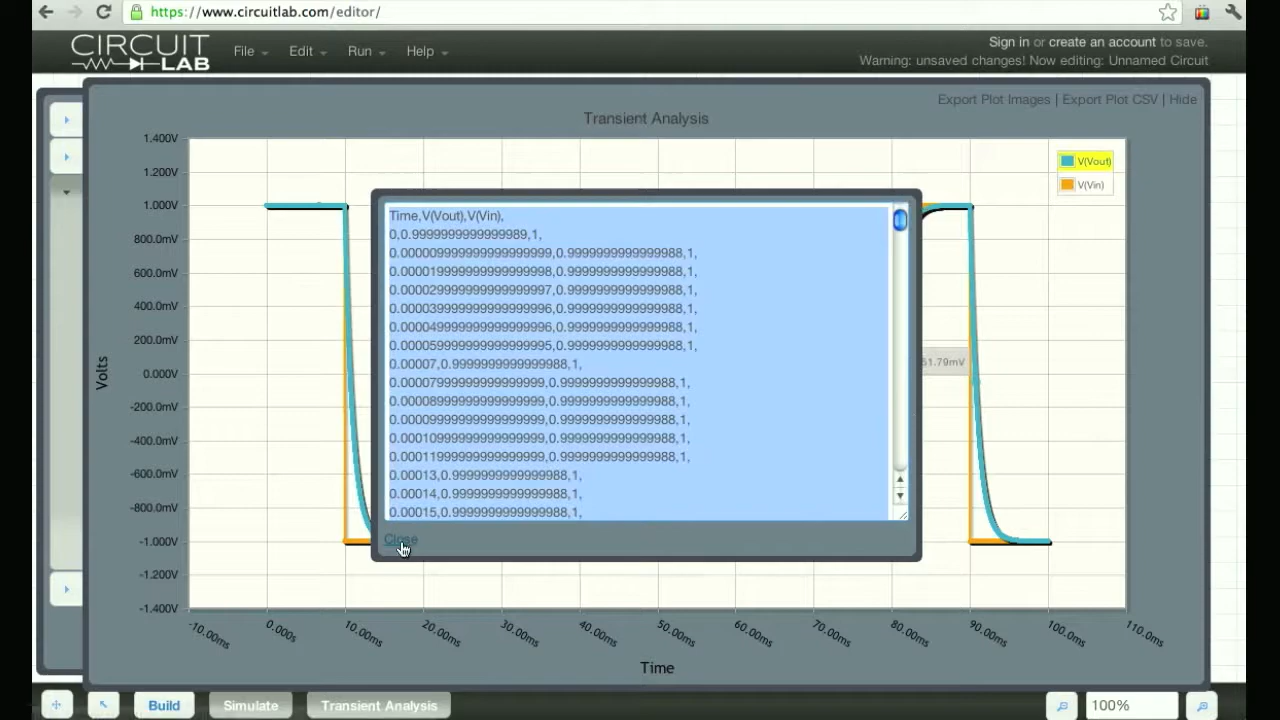 https://www.circuitlab.com/editor/
CIRCUIT LAB
File Edit Run Help
Sign in or create an account to save.
Warning: unsaved changes! Now editing: Unnamed Circuit
Export Plot Images | Export Plot CSV | Hide
Transient Analysis
1.400V
1.200V
1.000V
800.0mV
600.0mV
400.0mV
200.0mV
0.000V
-200.0mV
-400.0mV
-600.0mV
-800.0mV
-1.000V
-1.200V
-1.400V
Volts
V(Vout)
V(Vin)
Time,V(Vout),V(Vin),
0,0.9999999999999989,1,
0.000009999999999999999,0.9999999999999988,1,
0.000019999999999999998,0.9999999999999988,1,
0.000029999999999999997,0.9999999999999988,1,
0.000039999999999999996,0.9999999999999988,1,
0.000049999999999999996,0.9999999999999988,1,
0.000059999999999999995,0.9999999999999988,1,
0.00007,0.9999999999999988,1,
0.00007999999999999999,0.9999999999999988,1,
0.00008999999999999999,0.9999999999999988,1,
0.00009999999999999999,0.9999999999999988,1,
0.00010999999999999999,0.9999999999999988,1,
0.00011999999999999999,0.9999999999999988,1,
0.00013,0.9999999999999988,1,
0.00014,0.9999999999999988,1,
0.00015,0.9999999999999988,1,
51.79mV
Close
-10.00ms 0.000s 10.00ms 20.00ms 30.00ms 40.00ms 50.00ms 60.00ms 70.00ms 80.00ms 90.00ms 100.0ms 110.0ms
Time
Build Simulate Transient Analysis 100%